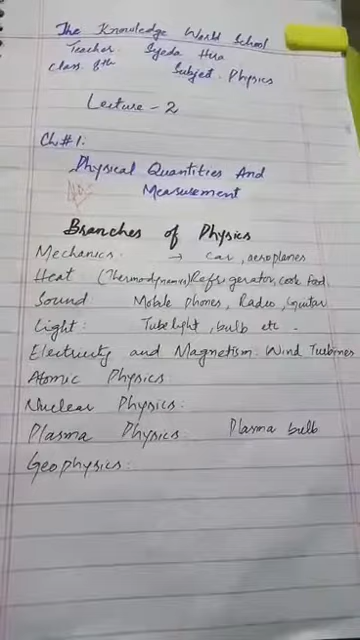 The Knowledge World School
Teacher. Syeda Hira
Class. 8th Subject. Physics
Lecture - 2
Ch# 1.
Physical Quantities And
Measurement
Branches of Physics
Mechanics. → car, aeroplanes
Heat (Thermodynamics) Refrigerator, cook food
Sound Mobile phones, Radio, Guitar
Light: Tubelight, bulb etc.
Electricity and Magnetism. Wind Turbines
Atomic Physics:
Nuclear Physics:
Plasma Physics Plasma bulb
Geophysics: